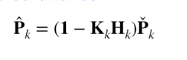 P̂ₖ = (1 − KₖHₖ)P̌ₖ